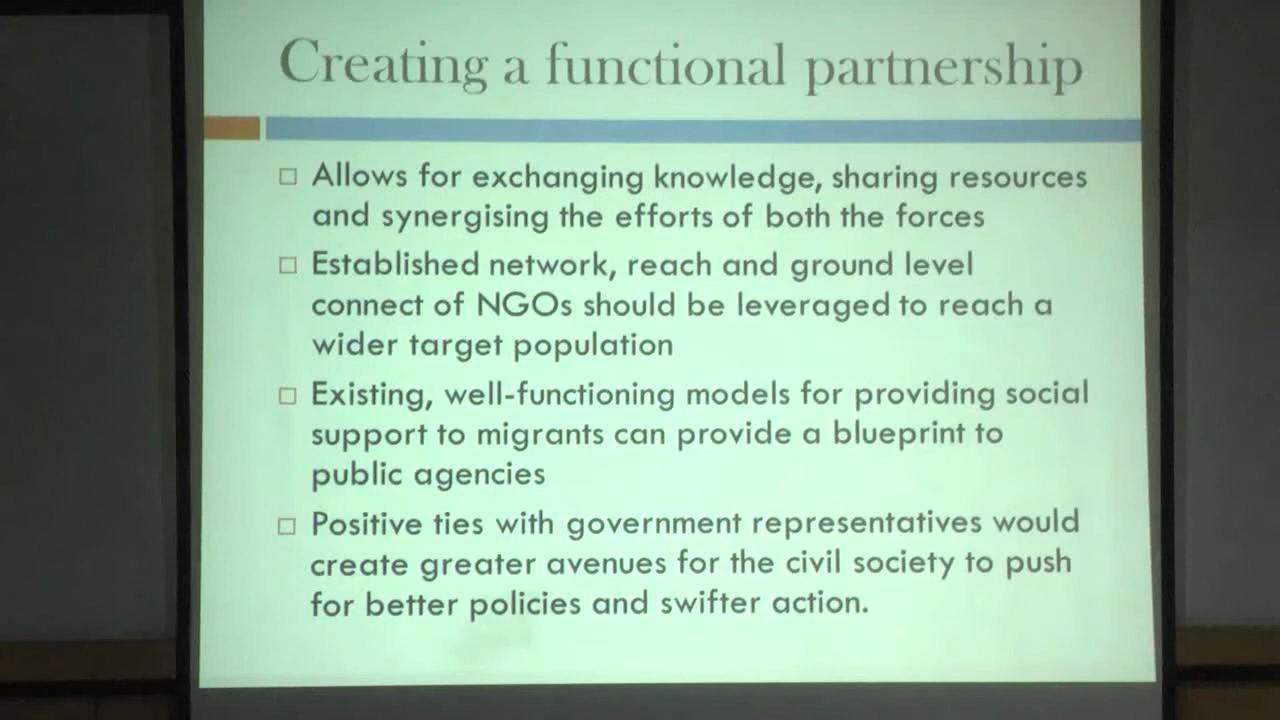 Creating a functional partnership
Allows for exchanging knowledge, sharing resources
and synergising the efforts of both the forces
Established network, reach and ground level
connect of NGOs should be leveraged to reach a
wider target population
Existing, well-functioning models for providing social
support to migrants can provide a blueprint to
public agencies
Positive ties with government representatives would
create greater avenues for the civil society to push
for better policies and swifter action.